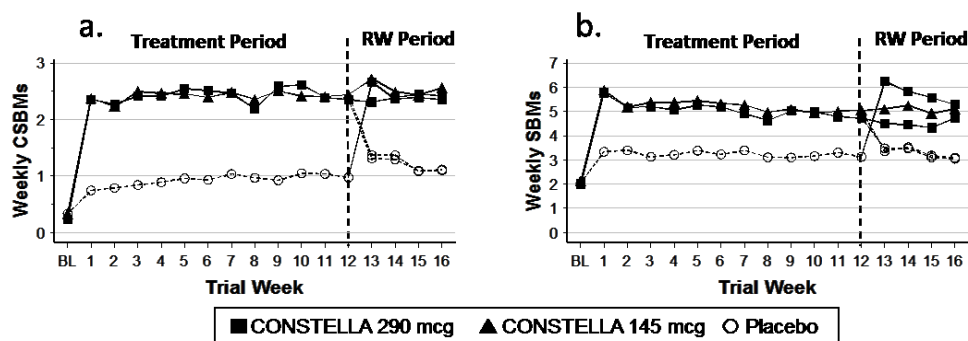 a.
Treatment Period
RW Period
Weekly CSBMs
3
2
1
0
BL 1 2 3 4 5 6 7 8 9 10 11 12 13 14 15 16
Trial Week
b.
Treatment Period
RW Period
Weekly SBMs
7
6
5
4
3
2
1
0
BL 1 2 3 4 5 6 7 8 9 10 11 12 13 14 15 16
Trial Week
CONSTELLA 290 mcg CONSTELLA 145 mcg Placebo